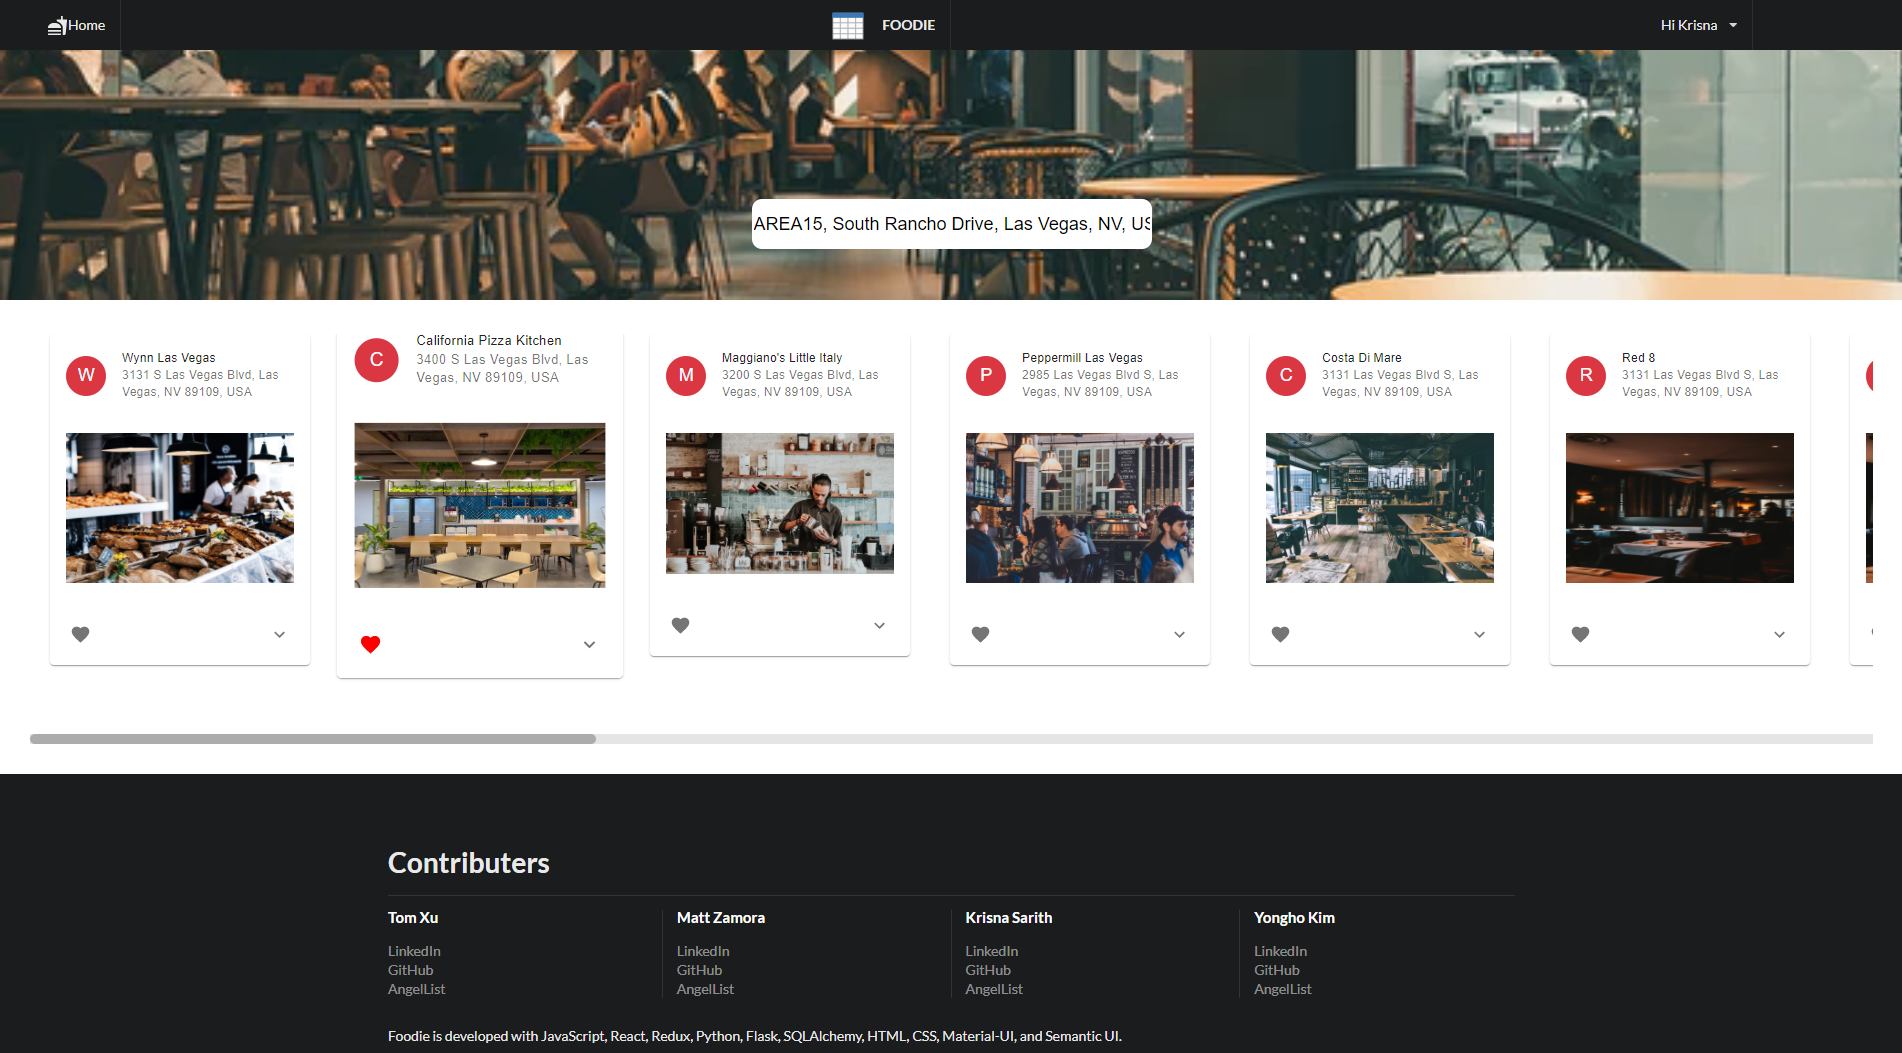 Home
FOODIE
Hi Krisna
AREA15, South Rancho Drive, Las Vegas, NV, US
W
Wynn Las Vegas
3131 S Las Vegas Blvd, Las
Vegas, NV 89109, USA
C
California Pizza Kitchen
3400 S Las Vegas Blvd, Las
Vegas, NV 89109, USA
M
Maggiano's Little Italy
3200 S Las Vegas Blvd, Las
Vegas, NV 89109, USA
P
Peppermill Las Vegas
2985 Las Vegas Blvd S, Las
Vegas, NV 89109, USA
C
Costa Di Mare
3131 Las Vegas Blvd S, Las
Vegas, NV 89109, USA
R
Red 8
3131 Las Vegas Blvd S, Las
Vegas, NV 89109, USA
Contributers
Tom Xu
LinkedIn
GitHub
AngelList
Matt Zamora
LinkedIn
GitHub
AngelList
Krisna Sarith
LinkedIn
GitHub
AngelList
Yongho Kim
LinkedIn
GitHub
AngelList
Foodie is developed with JavaScript, React, Redux, Python, Flask, SQLAlchemy, HTML, CSS, Material-UI, and Semantic UI.